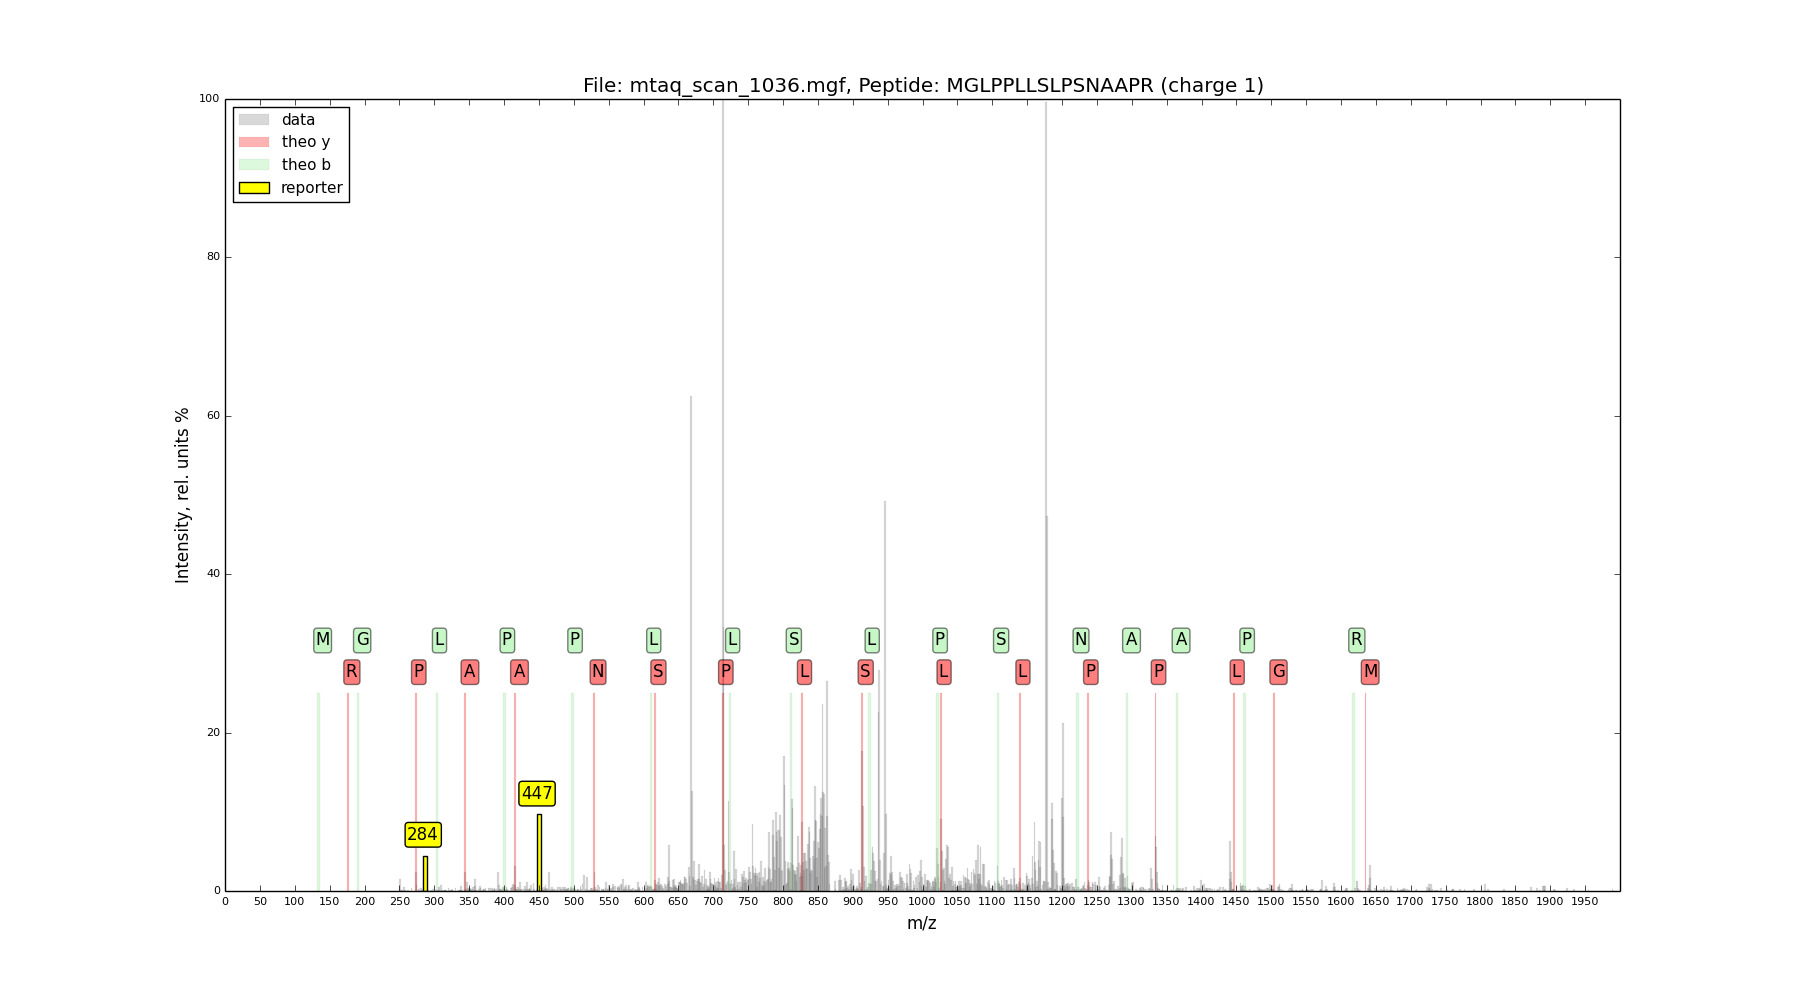 File: mtaq_scan_1036.mgf, Peptide: MGLPPLLSLPSNAAPR (charge 1)
100
80
60
40
20
0
Intensity, rel. units %
data
theo y
theo b
reporter
M G L P P L L S L P S N A A P R
R P A A N S P L S L L P P L G M
447
284
0 50 100 150 200 250 300 350 400 450 500 550 600 650 700 750 800 850 900 950 1000 1050 1100 1150 1200 1250 1300 1350 1400 1450 1500 1550 1600 1650 1700 1750 1800 1850 1900 1950
m/z